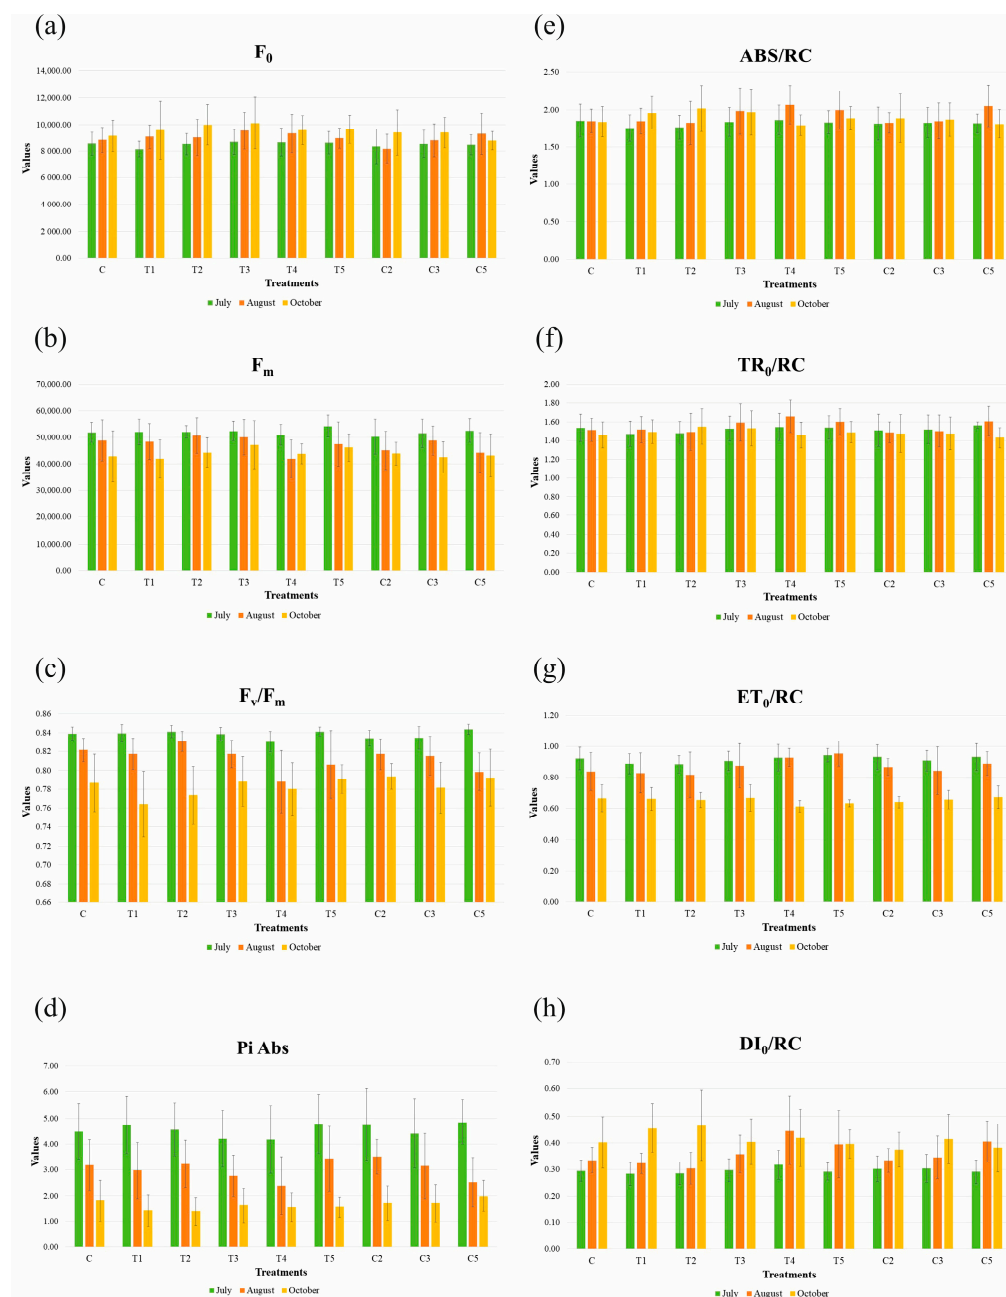 (a)
F₀
14,000.00
12,000.00
10,000.00
8 000.00
6 000.00
4 000.00
2 000.00
0.00
Values
C T1 T2 T3 T4 T5 C2 C3 C5
Treatments
July August October
(b)
Fₘ
70,000.00
60,000.00
50,000.00
40,000.00
30,000.00
20,000.00
10,000.00
0.00
Values
C T1 T2 T3 T4 T5 C2 C3 C5
Treatments
July August October
(c)
Fᵥ/Fₘ
0.86
0.84
0.82
0.80
0.78
0.76
0.74
0.72
0.70
0.68
0.66
Values
C T1 T2 T3 T4 T5 C2 C3 C5
Treatments
July August October
(d)
Pi Abs
7.00
6.00
5.00
4.00
3.00
2.00
1.00
0.00
Values
C T1 T2 T3 T4 T5 C2 C3 C5
Treatments
July August October
(e)
ABS/RC
2.50
2.00
1.50
1.00
0.50
0.00
Values
C T1 T2 T3 T4 T5 C2 C3 C5
Treatments
July August October
(f)
TR₀/RC
2.00
1.80
1.60
1.40
1.20
1.00
0.80
0.60
0.40
0.20
0.00
Values
C T1 T2 T3 T4 T5 C2 C3 C5
Treatments
July August October
(g)
ET₀/RC
1.20
1.00
0.80
0.60
0.40
0.20
0.00
Values
C T1 T2 T3 T4 T5 C2 C3 C5
Treatments
July August October
(h)
DI₀/RC
0.70
0.60
0.50
0.40
0.30
0.20
0.10
0.00
Values
C T1 T2 T3 T4 T5 C2 C3 C5
Treatments
July August October